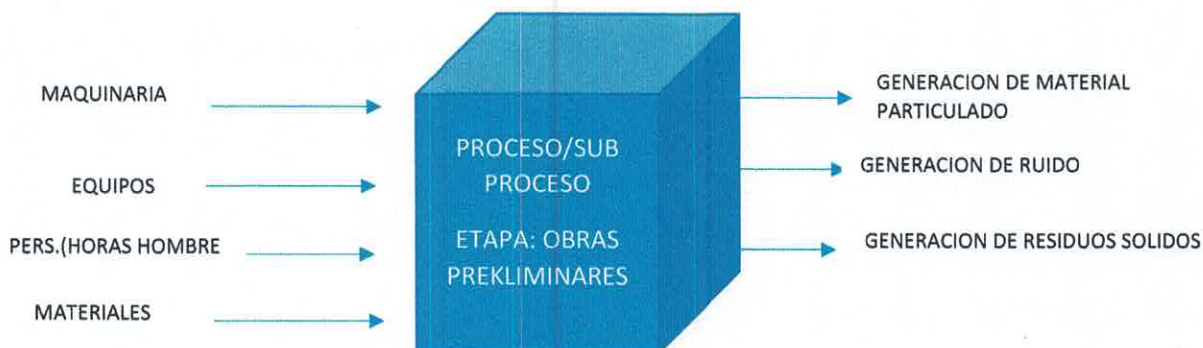 MAQUINARIA
EQUIPOS
PERS.(HORAS HOMBRE
MATERIALES
PROCESO/SUB
PROCESO
ETAPA: OBRAS
PREKLIMINARES
GENERACION DE MATERIAL
PARTICULADO
GENERACION DE RUIDO
GENERACION DE RESIDUOS SOLIDOS